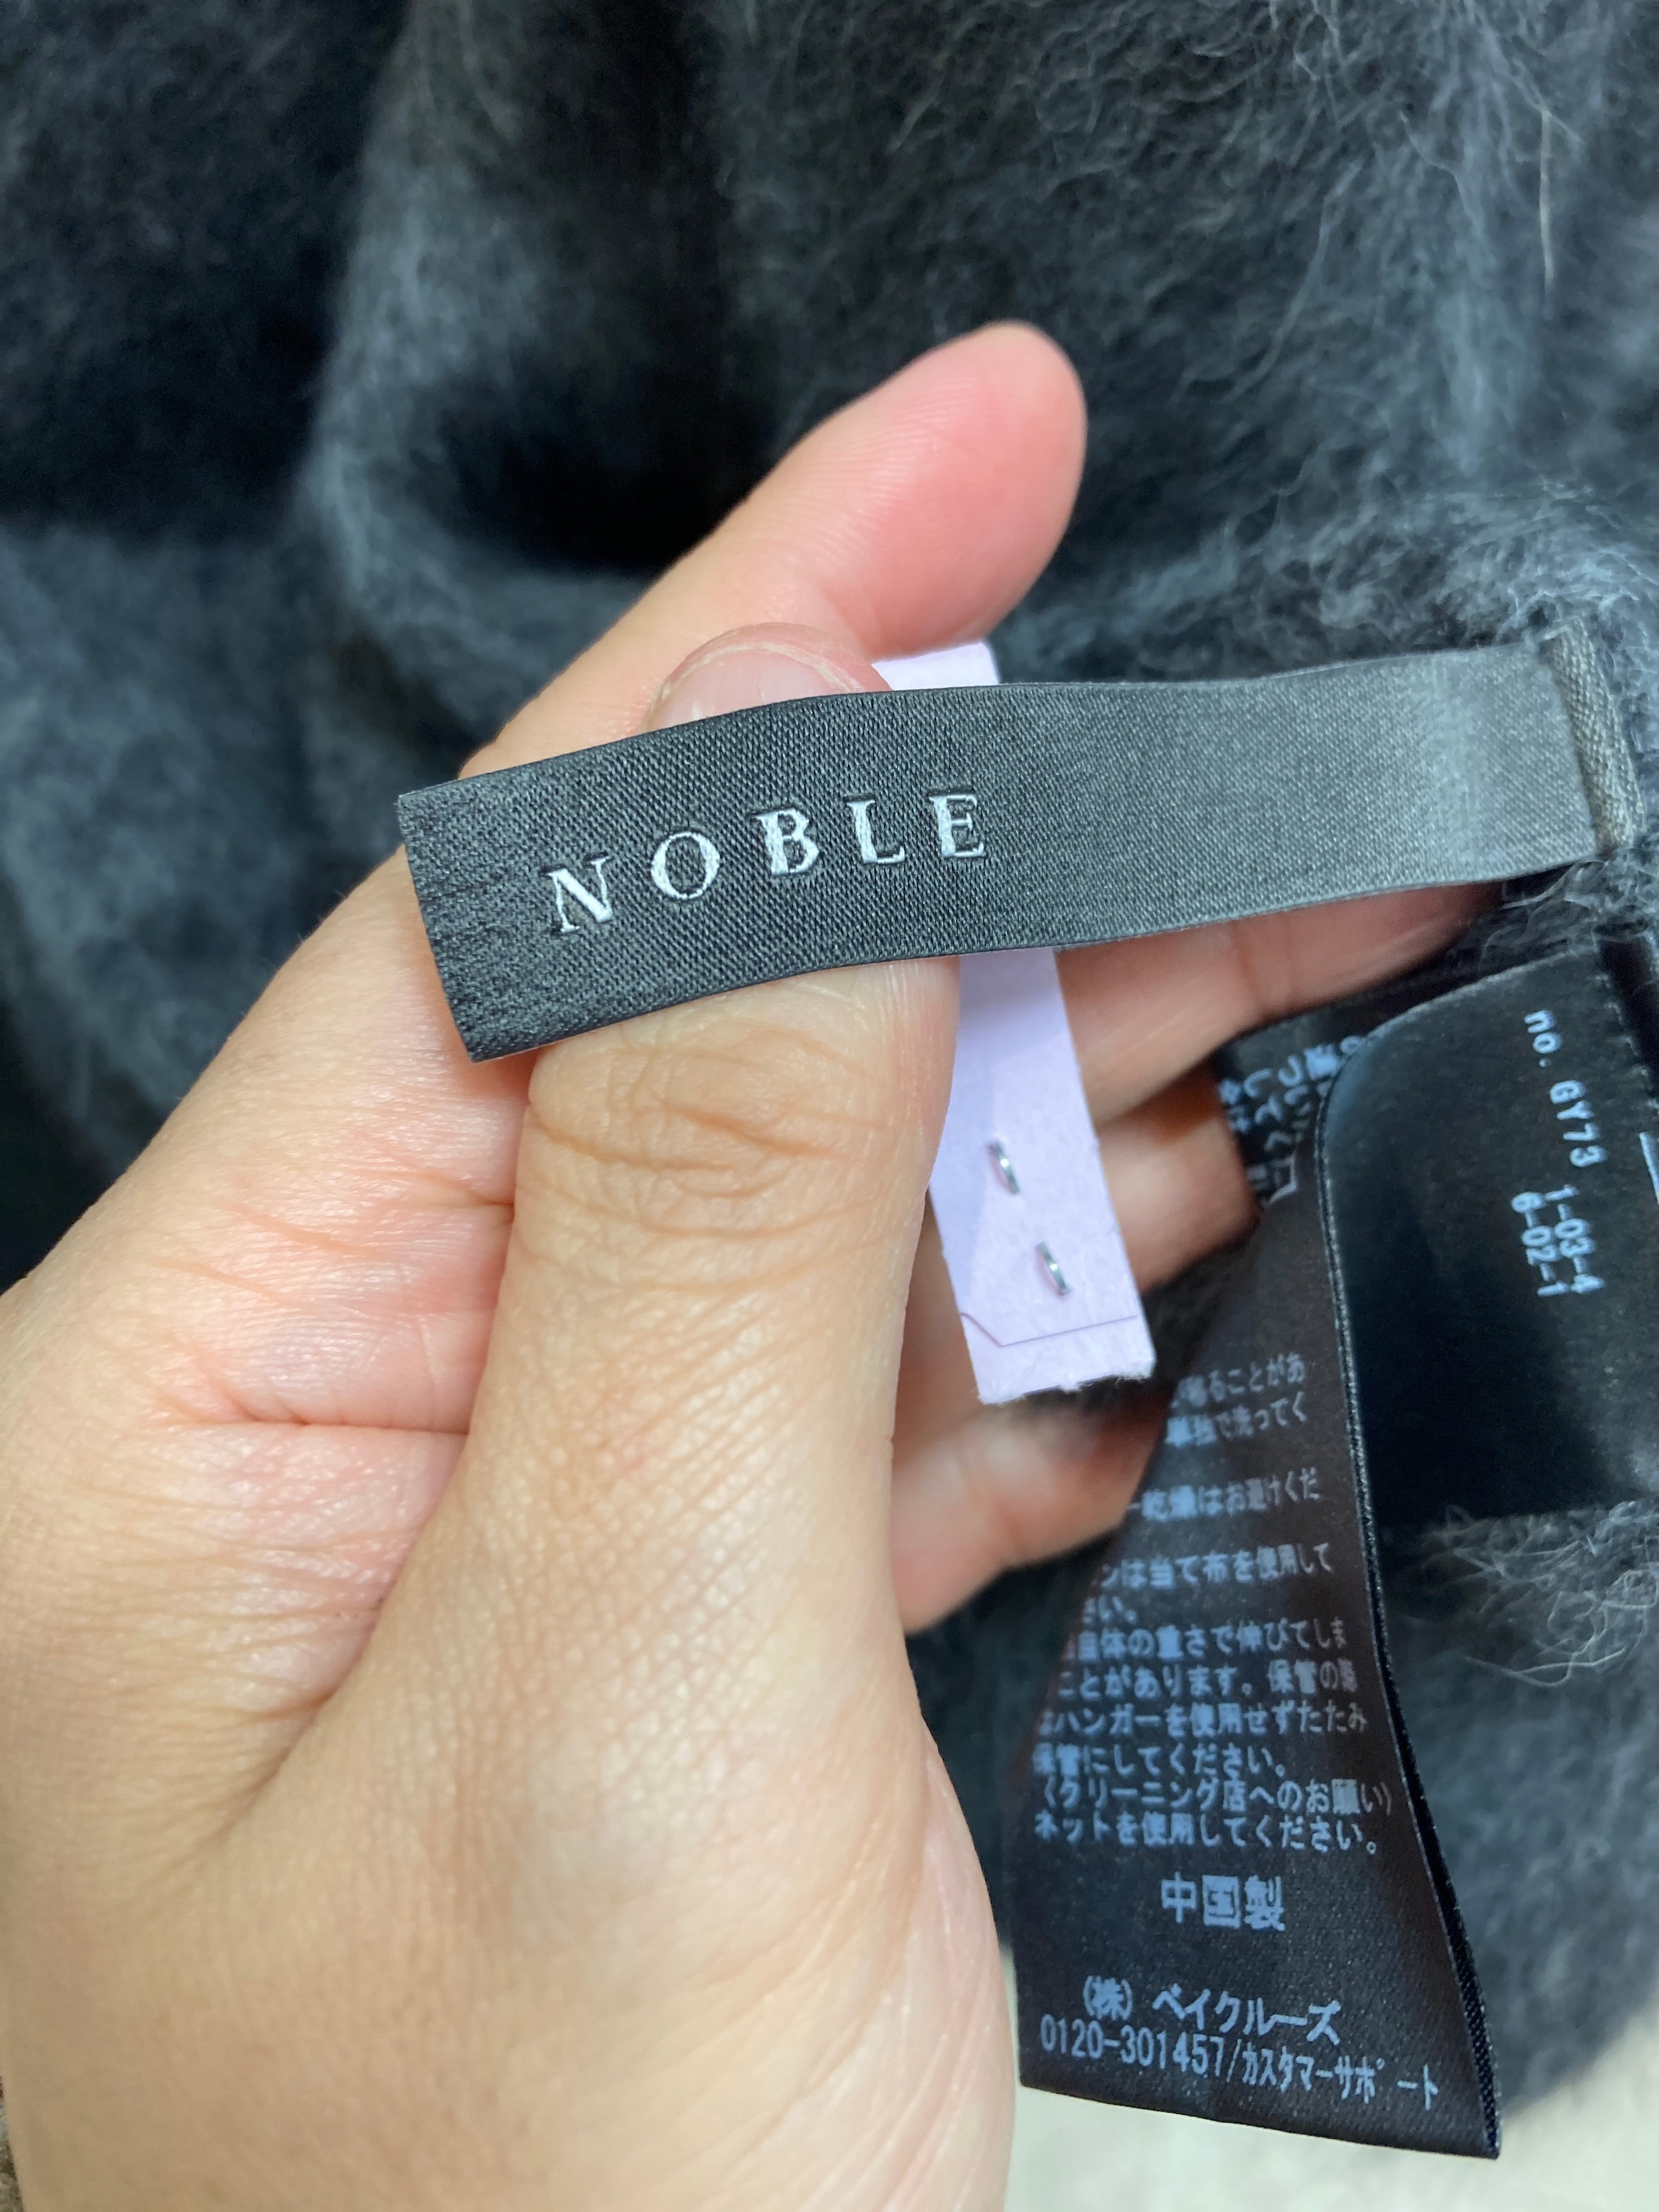 NOBLE
no. GY73 1-03-4
6-02-1
ることがあ
単独で洗ってく
乾燥はお避けくだ
ンは当て布を使用して
さい。
自体の重さで伸びてしま
ことがあります。保管の際
はハンガーを使用せずたたみ
保管にしてください。
〈クリーニング店へのお願い〉
ネットを使用してください。
中国製
(株) ベイクルーズ
0120-301457/カスタマーサポート